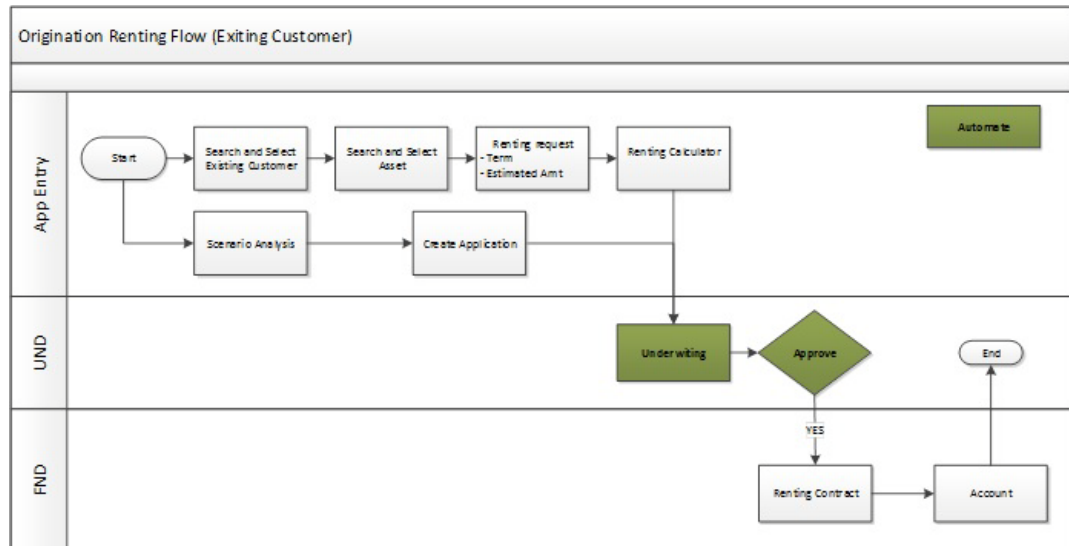 Origination Renting Flow (Exiting Customer)
App Entry
Start
Search and Select
Existing Customer
Search and Select
Asset
Renting request
- Term
- Estimated Amt
Renting Calculator
Automate
Scenario Analysis
Create Application
UND
Underwiting
Approve
End
YES
FND
Renting Contract
Account